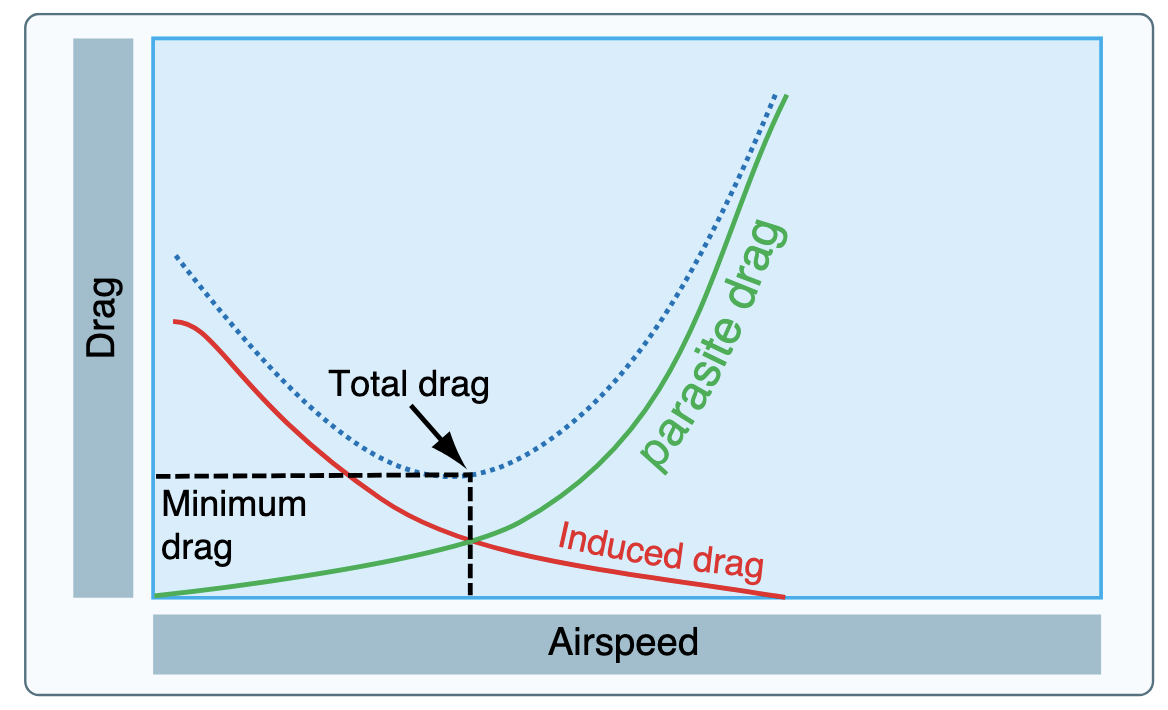 Drag
Total drag
Minimum
drag
parasite drag
Induced drag
Airspeed